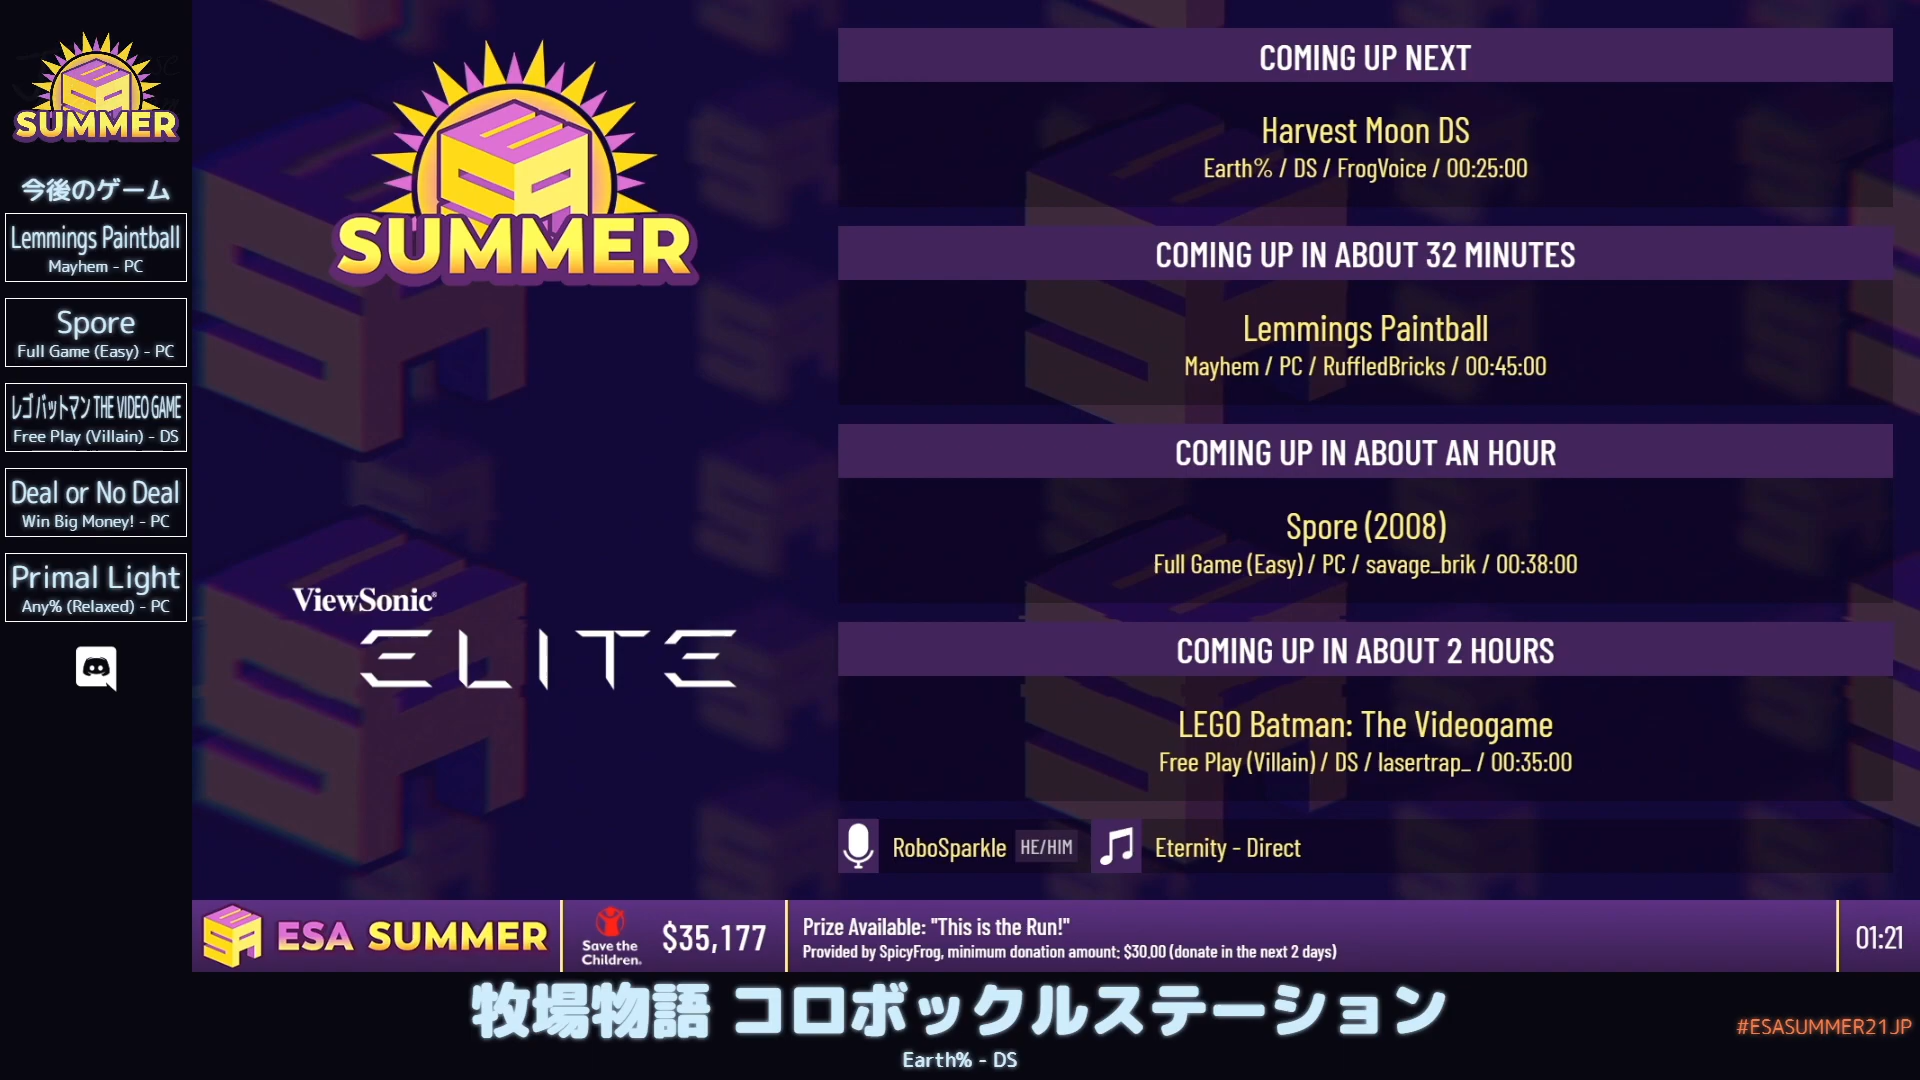 SUMMER
今後のゲーム
Lemmings Paintball
Mayhem - PC
Spore
Full Game (Easy) - PC
レゴ バットマン THE VIDEO GAME
Free Play (Villain) - DS
Deal or No Deal
Win Big Money! - PC
Primal Light
Any% (Relaxed) - PC
SUMMER
ViewSonic®
ELITE
COMING UP NEXT
Harvest Moon DS
Earth% / DS / FrogVoice / 00:25:00
COMING UP IN ABOUT 32 MINUTES
Lemmings Paintball
Mayhem / PC / RuffledBricks / 00:45:00
COMING UP IN ABOUT AN HOUR
Spore (2008)
Full Game (Easy) / PC / savage_brik / 00:38:00
COMING UP IN ABOUT 2 HOURS
LEGO Batman: The Videogame
Free Play (Villain) / DS / lasertrap_ / 00:35:00
RoboSparkle HE/HIM Eternity - Direct
ESA SUMMER
Save the
Children.
$35,177
Prize Available: "This is the Run!"
Provided by SpicyFrog, minimum donation amount: $30.00 (donate in the next 2 days)
01:21
牧場物語 コロボックルステーション
Earth% - DS
#ESASUMMER21JP